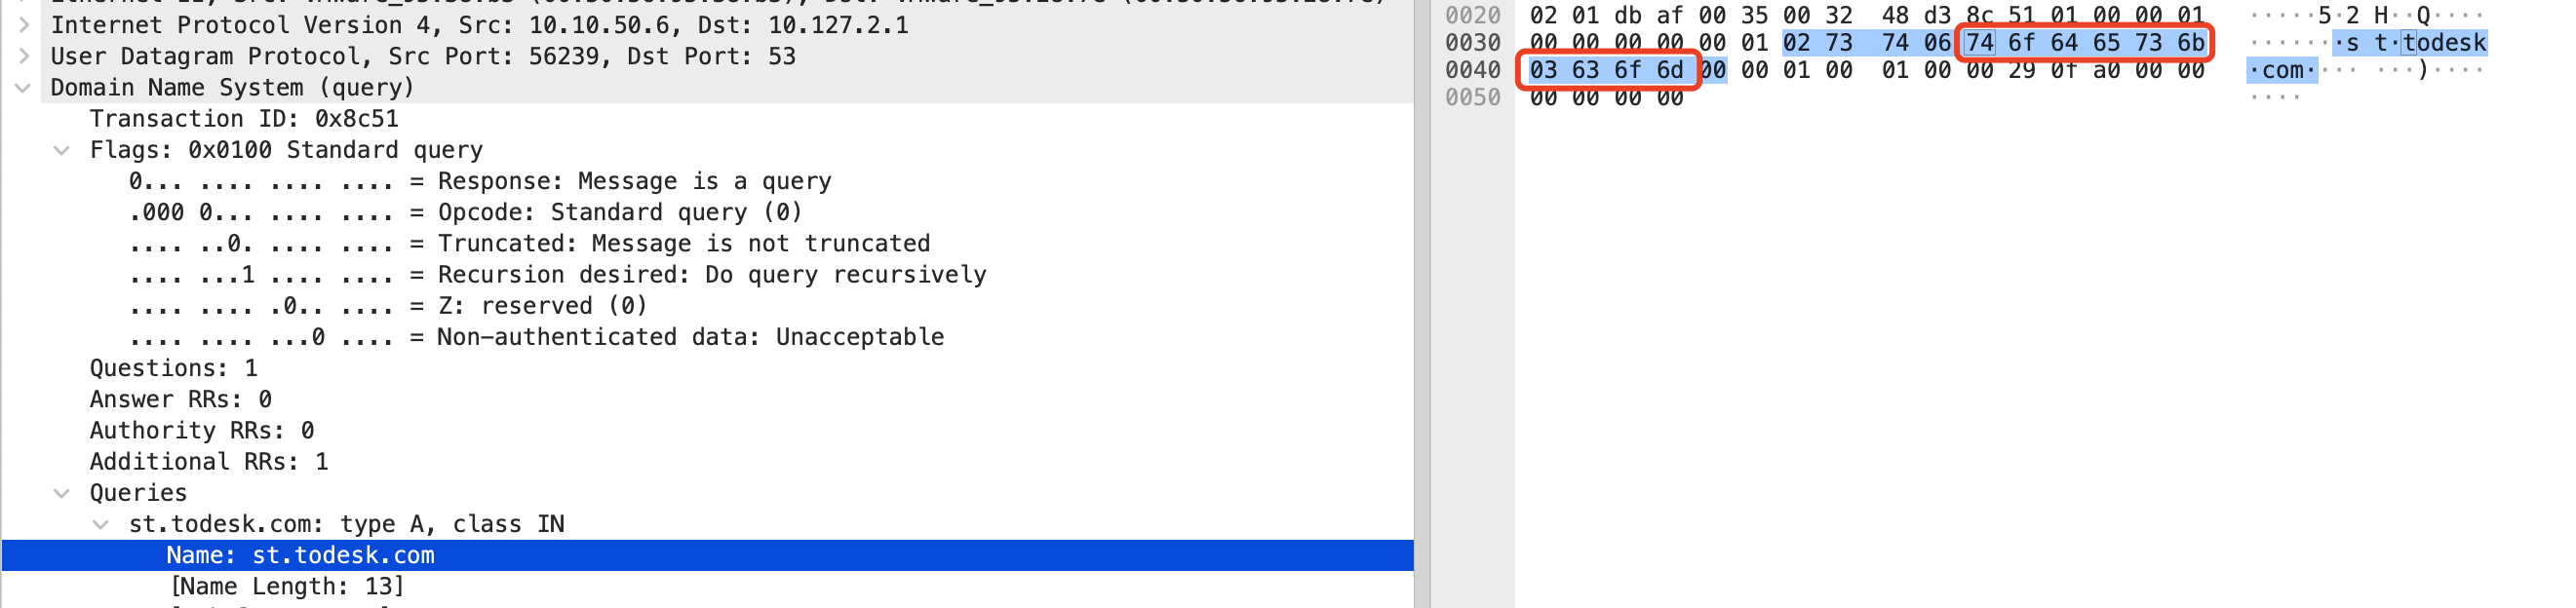 Internet Protocol Version 4, Src: 10.10.50.6, Dst: 10.127.2.1
User Datagram Protocol, Src Port: 56239, Dst Port: 53
Domain Name System (query)
Transaction ID: 0x8c51
Flags: 0x0100 Standard query
0... .... .... .... = Response: Message is a query
.000 0... .... .... = Opcode: Standard query (0)
.... ..0. .... .... = Truncated: Message is not truncated
.... ...1 .... .... = Recursion desired: Do query recursively
.... .... .0.. .... = Z: reserved (0)
.... .... ...0 .... = Non-authenticated data: Unacceptable
Questions: 1
Answer RRs: 0
Authority RRs: 0
Additional RRs: 1
Queries
st.todesk.com: type A, class IN
Name: st.todesk.com
[Name Length: 13]
0020 02 01 db af 00 35 00 32 48 d3 8c 51 01 00 00 01 ·····5·2 H··Q····
0030 00 00 00 00 00 01 02 73 74 06 74 6f 64 65 73 6b ·······s t·todesk
0040 03 63 6f 6d 00 00 01 00 01 00 00 29 0f a0 00 00 ·com···· ···)····
0050 00 00 00 00 ····